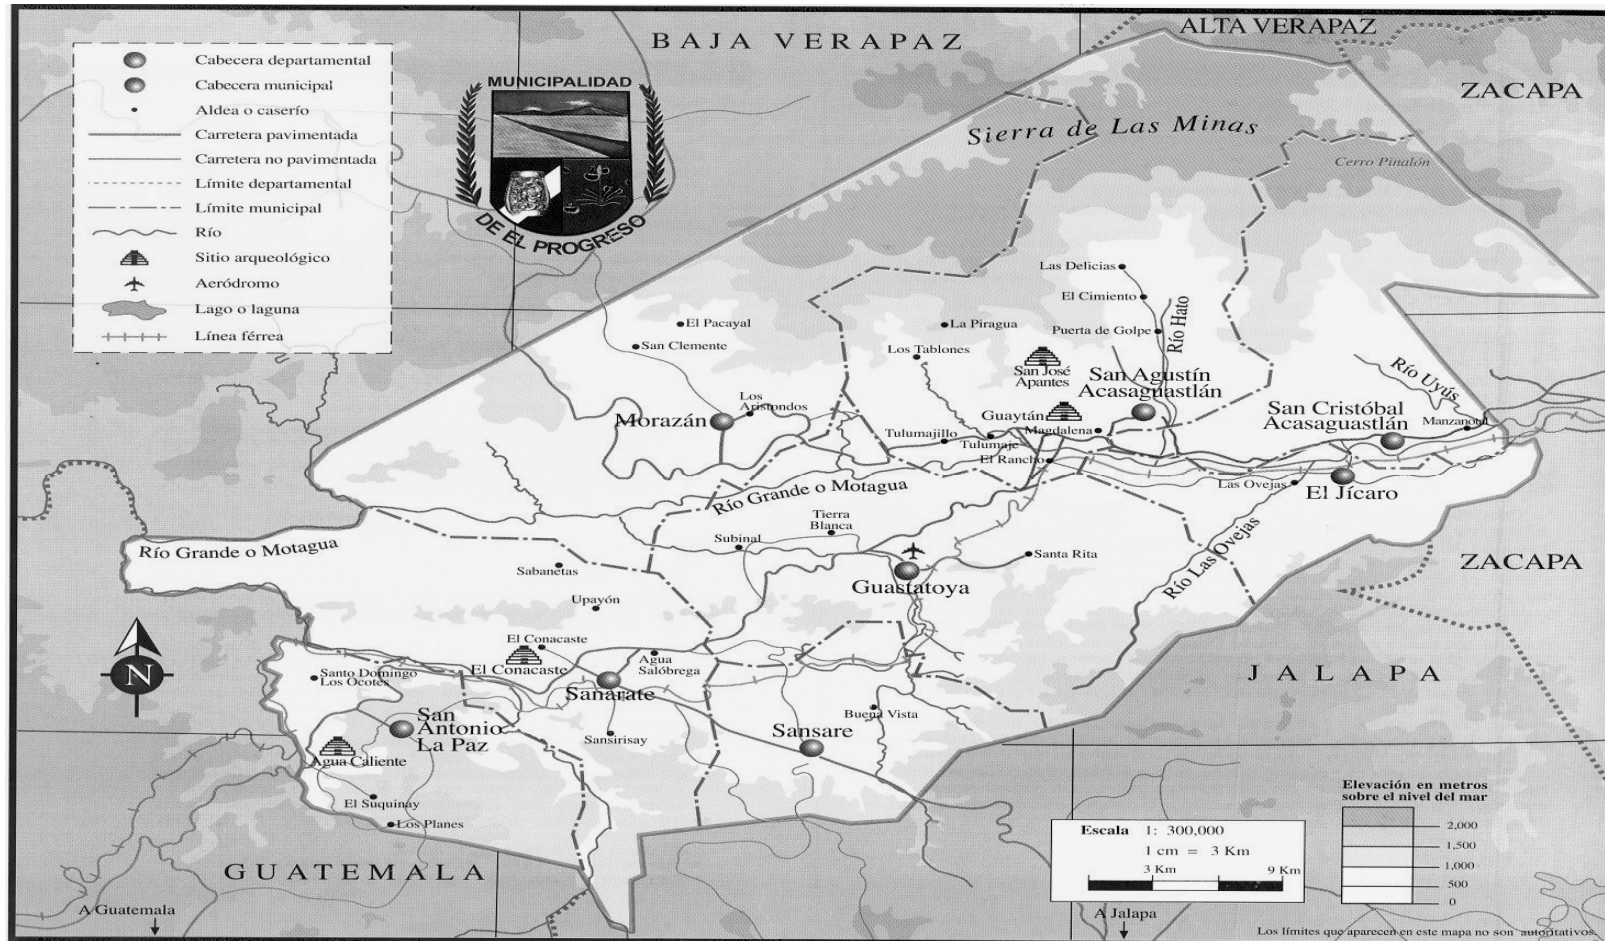 BAJA VERAPAZ
ALTA VERAPAZ
ZACAPA
Cabecera departamental
Cabecera municipal
Aldea o caserío
Carretera pavimentada
Carretera no pavimentada
Límite departamental
Límite municipal
Río
Sitio arqueológico
Aeródromo
Lago o laguna
Línea férrea
MUNICIPALIDAD
DE EL PROGRESO
Sierra de Las Minas
Cerro Pinalón
Las Delicias
El Cimiento
Puerta de Golpe
Río Hato
El Pacayal
San Clemente
La Piragua
Los Tablones
San José
Apantes
San Agustín
Acasaguastlán
Río Uyús
Los
Aristondos
Morazán
Guaytán
Magdalena
San Cristóbal
Acasaguastlán
Manzanotal
Tulumajillo
Tulumaje
El Rancho
Las Ovejas
El Jícaro
Río Grande o Motagua
Tierra
Blanca
Subinal
Río Grande o Motagua
Sabanetas
Santa Rita
Guastatoya
Río Las Ovejas
ZACAPA
Upayón
El Conacaste
El Conacaste
Agua
Salóbrega
Santo Domingo
Los Ocotes
Sanarate
N
JALAPA
San
Antonio
La Paz
Buena Vista
Sansare
Sansirisay
Agua Caliente
El Suquinay
Los Planes
GUATEMALA
Elevación en metros
sobre el nivel del mar
2,000
1,500
1,000
500
0
Escala 1: 300,000
1 cm = 3 Km
3 Km 9 Km
A Guatemala
A Jalapa
Los límites que aparecen en este mapa no son autoritativos.